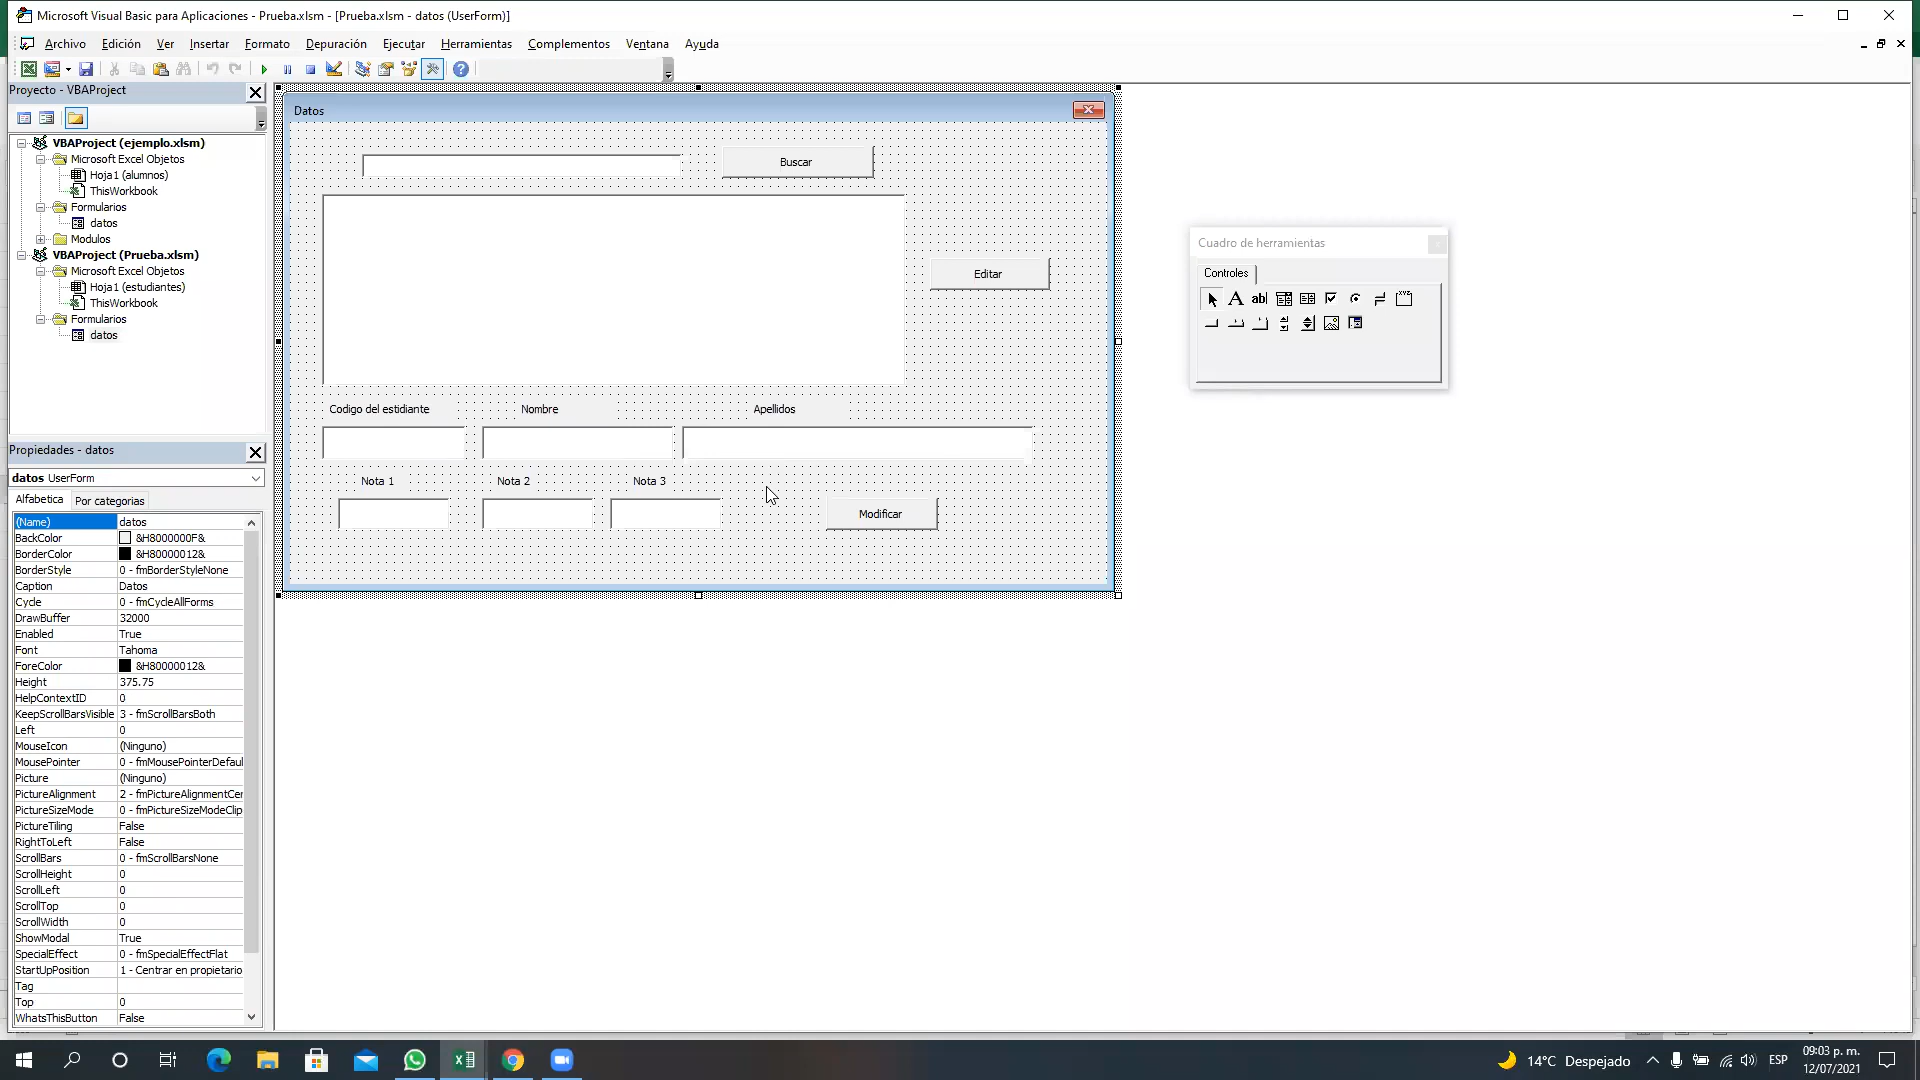 Microsoft Visual Basic para Aplicaciones - Prueba.xlsm - [Prueba.xlsm - datos (UserForm)]
Archivo Edición Ver Insertar Formato Depuración Ejecutar Herramientas Complementos Ventana Ayuda
Proyecto - VBAProject
VBAProject (ejemplo.xlsm)
Microsoft Excel Objetos
Hoja1 (alumnos)
ThisWorkbook
Formularios
datos
Modulos
VBAProject (Prueba.xlsm)
Microsoft Excel Objetos
Hoja1 (estudiantes)
ThisWorkbook
Formularios
datos
Propiedades - datos
datos UserForm
Alfabetica Por categorias
(Name) datos
BackColor &H8000000F&
BorderColor &H80000012&
BorderStyle 0 - fmBorderStyleNone
Caption Datos
Cycle 0 - fmCycleAllForms
DrawBuffer 32000
Enabled True
Font Tahoma
ForeColor &H80000012&
Height 375.75
HelpContextID 0
KeepScrollBarsVisible 3 - fmScrollBarsBoth
Left 0
MouseIcon (Ninguno)
MousePointer 0 - fmMousePointerDefaul
Picture (Ninguno)
PictureAlignment 2 - fmPictureAlignmentCer
PictureSizeMode 0 - fmPictureSizeModeClip
PictureTiling False
RightToLeft False
ScrollBars 0 - fmScrollBarsNone
ScrollHeight 0
ScrollLeft 0
ScrollTop 0
ScrollWidth 0
ShowModal True
SpecialEffect 0 - fmSpecialEffectFlat
StartUpPosition 1 - Centrar en propietario
Tag
Top 0
WhatsThisButton False
Datos
Buscar
Editar
Codigo del estidiante Nombre Apellidos
Nota 1 Nota 2 Nota 3
Modificar
Cuadro de herramientas
Controles
A abl
14°C Despejado
ESP
09:03 p. m.
12/07/2021